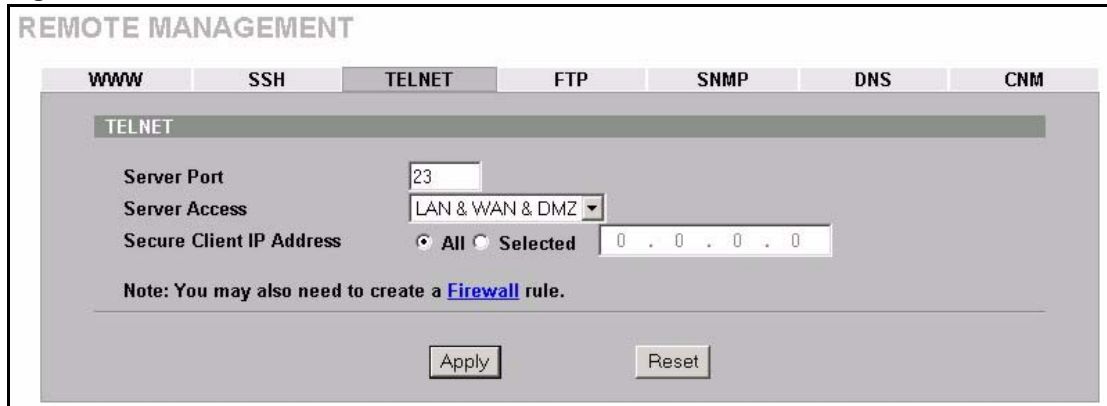 REMOTE MANAGEMENT
WWW SSH TELNET FTP SNMP DNS CNM
TELNET
Server Port 23
Server Access LAN & WAN & DMZ
Secure Client IP Address All Selected 0 . 0 . 0 . 0
Note: You may also need to create a Firewall rule.
Apply Reset